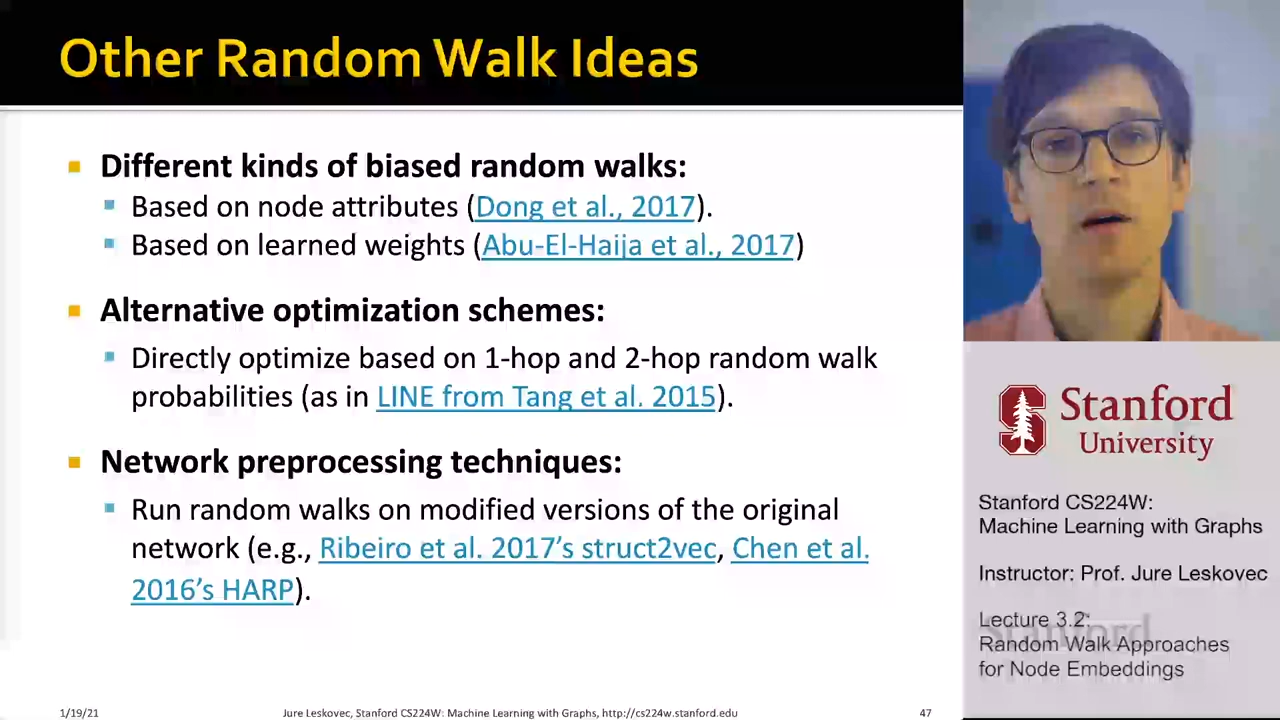 Other Random Walk Ideas
Different kinds of biased random walks:
Based on node attributes (Dong et al., 2017).
Based on learned weights (Abu-El-Haija et al., 2017)
Alternative optimization schemes:
Directly optimize based on 1-hop and 2-hop random walk
probabilities (as in LINE from Tang et al. 2015).
Network preprocessing techniques:
Run random walks on modified versions of the original
network (e.g., Ribeiro et al. 2017's struct2vec, Chen et al.
2016's HARP).
1/19/21
Jure Leskovec, Stanford CS224W: Machine Learning with Graphs, http://cs224w.stanford.edu
47
Stanford
University
Stanford CS224W:
Machine Learning with Graphs
Instructor: Prof. Jure Leskovec
Lecture 3.2:
Random Walk Approaches
for Node Embeddings
Stanford